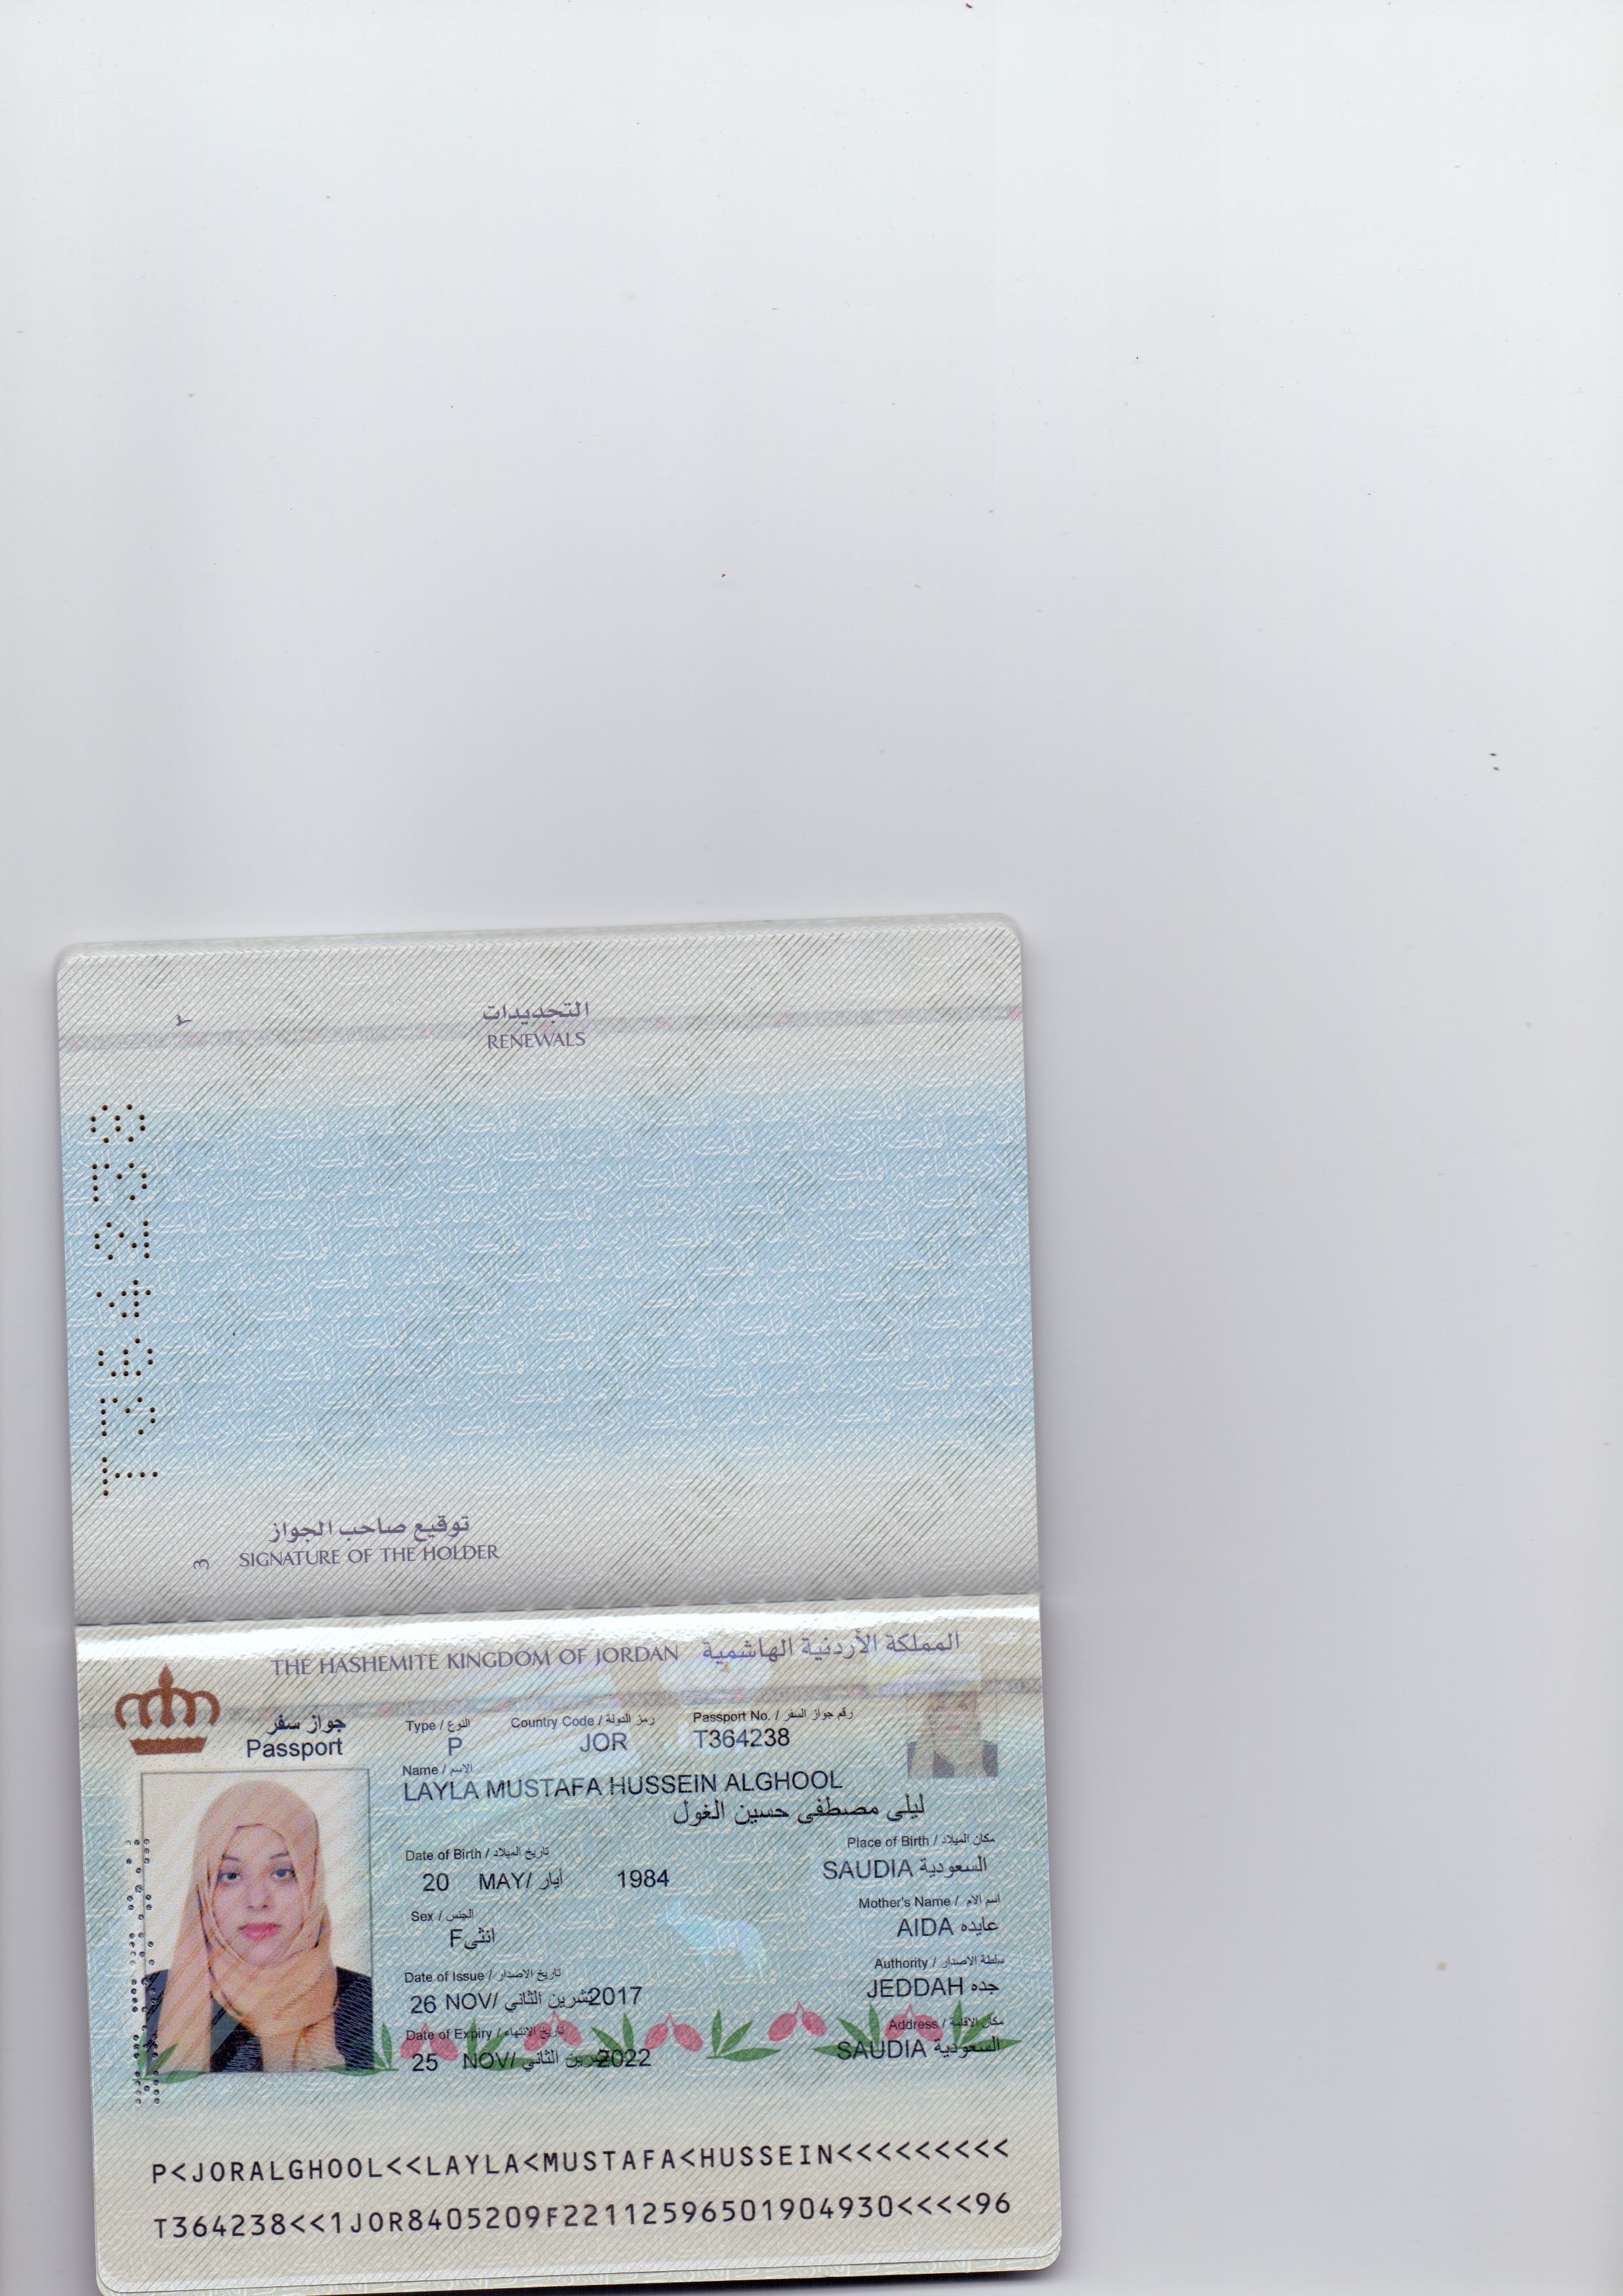 ٢
التجديدات
RENEWALS
T364238
توقيع صاحب الجواز
3 SIGNATURE OF THE HOLDER
THE HASHEMITE KINGDOM OF JORDAN المملكة الأردنية الهاشمية
جواز سفر
Passport
Type / النوع Country Code / رمز الدولة Passport No. / رقم جواز السفر
P JOR T364238
Name / الاسم
LAYLA MUSTAFA HUSSEIN ALGHOOL
ليلى مصطفى حسين الغول
Date of Birth / تاريخ الميلاد Place of Birth / مكان الميلاد
20 MAY/ أيار 1984 SAUDIA السعودية
Sex / الجنس Mother's Name / اسم الام
F انثى AIDA عايده
Date of Issue / تاريخ الاصدار Authority / سلطة الاصدار
26 NOV/ تشرين الثاني 2017 JEDDAH جده
Date of Expiry / تاريخ الانتهاء Address / مكان الاقامة
25 NOV/ تشرين الثاني 2022 SAUDIA السعودية
P<JORALGHOOL<<LAYLA<MUSTAFA<HUSSEIN<<<<<<<<<
T364238<<1JOR8405209F22112596501904930<<<<96